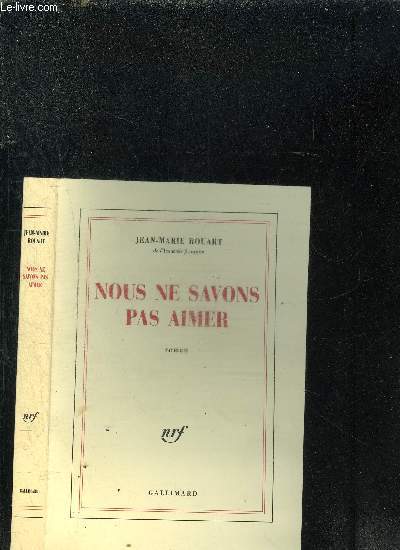 Le-livre.com
JEAN-MARIE ROUART
de l'Académie française
NOUS NE SAVONS
PAS AIMER
roman
nrf
GALLIMARD
JEAN-MARIE
ROUART
NOUS NE
SAVONS PAS
AIMER
nrf
GALLIMARD